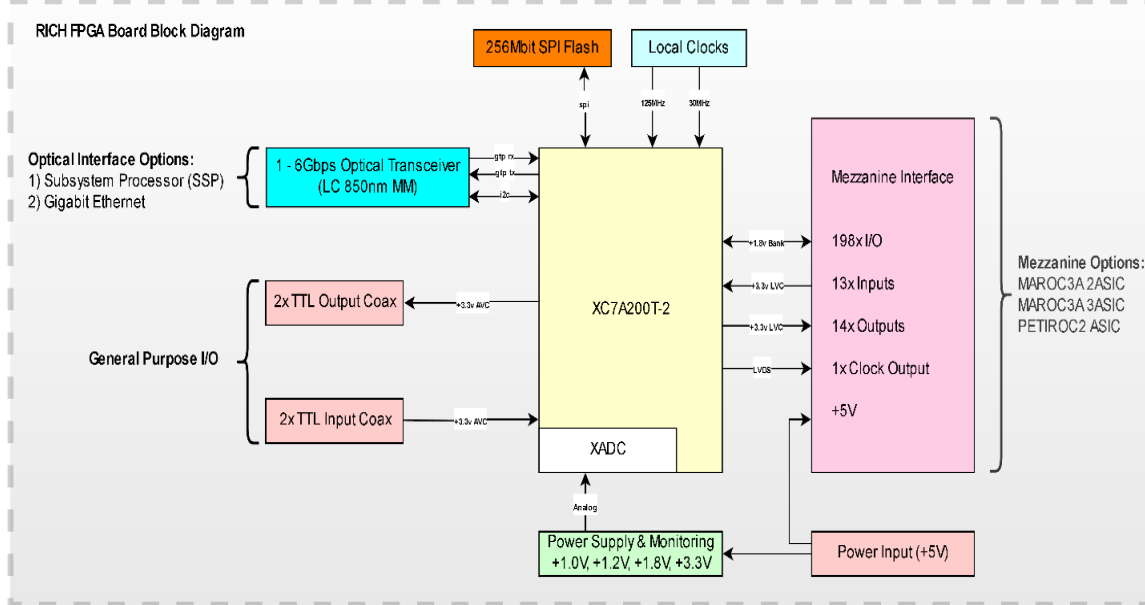 RICH FPGA Board Block Diagram
256Mbit SPI Flash
Local Clocks
spi
125MHz
30MHz
Optical Interface Options:
1) Subsystem Processor (SSP)
2) Gigabit Ethernet
1 - 6Gbps Optical Transceiver
(LC 850nm MM)
gtp rx
gtp tx
i2c
Mezzanine Interface
+1.8v Bank
198x I/O
+3.3v LVC
13x Inputs
+3.3v LVC
14x Outputs
LVDS
1x Clock Output
+5V
Mezzanine Options:
MAROC3A 2ASIC
MAROC3A 3ASIC
PETIROC2 ASIC
XC7A200T-2
2x TTL Output Coax
+3.3v AVC
General Purpose I/O
2x TTL Input Coax
+3.3v AVC
XADC
Analog
Power Supply & Monitoring
+1.0V, +1.2V, +1.8V, +3.3V
Power Input (+5V)